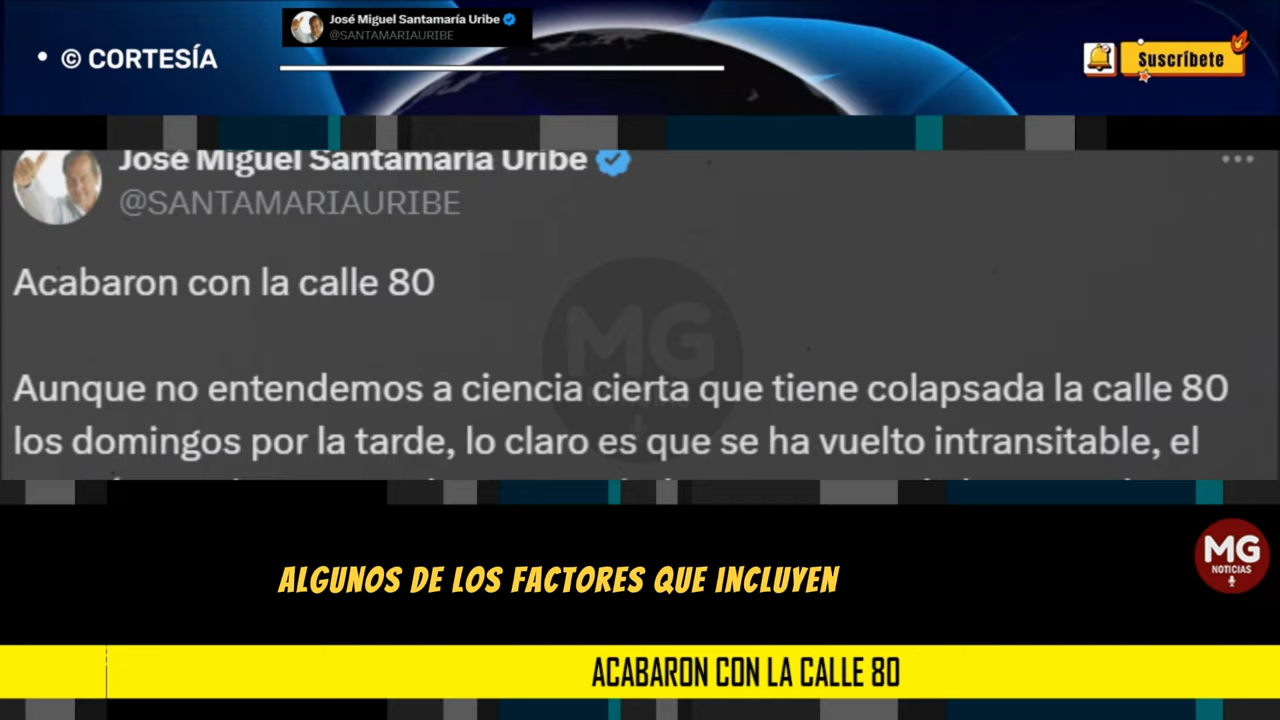 José Miguel Santamaría Uribe
@SANTAMARIAURIBE
• © CORTESÍA
Suscríbete
José Miguel Santamaría Uribe
@SANTAMARIAURIBE
Acabaron con la calle 80
Aunque no entendemos a ciencia cierta que tiene colapsada la calle 80
los domingos por la tarde, lo claro es que se ha vuelto intransitable, el
MG
ALGUNOS DE LOS FACTORES QUE INCLUYEN
MG
NOTICIAS
ACABARON CON LA CALLE 80